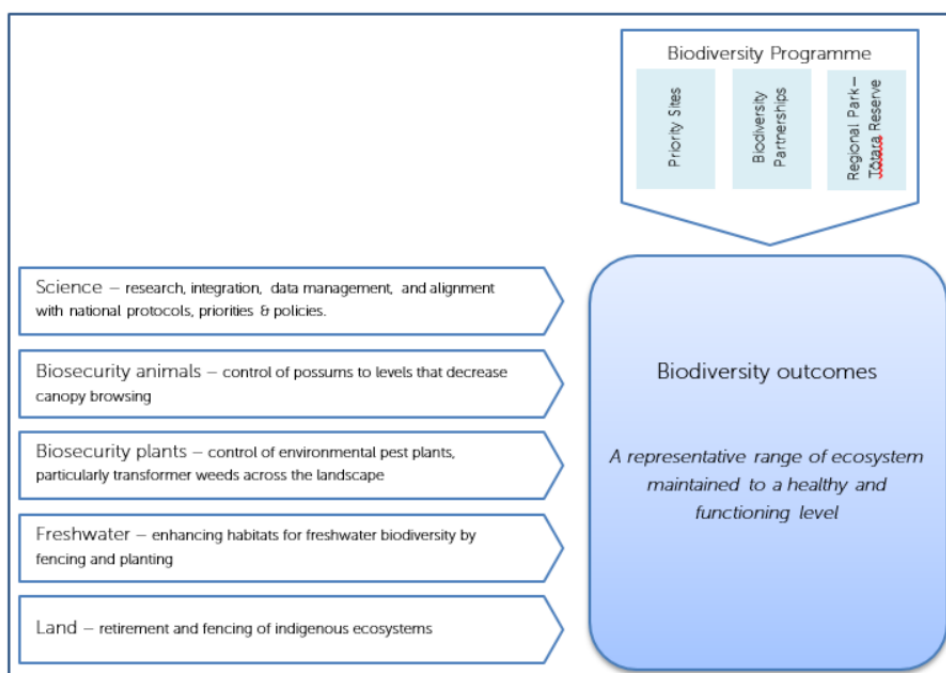 Biodiversity Programme
Priority Sites
Biodiversity
Partnerships
Regional Park –
Tōtara Reserve
Science – research, integration, data management, and alignment
with national protocols, priorities & policies.
Biosecurity animals – control of possums to levels that decrease
canopy browsing
Biosecurity plants – control of environmental pest plants,
particularly transformer weeds across the landscape
Freshwater – enhancing habitats for freshwater biodiversity by
fencing and planting
Land – retirement and fencing of indigenous ecosystems
Biodiversity outcomes
A representative range of ecosystem
maintained to a healthy and
functioning level